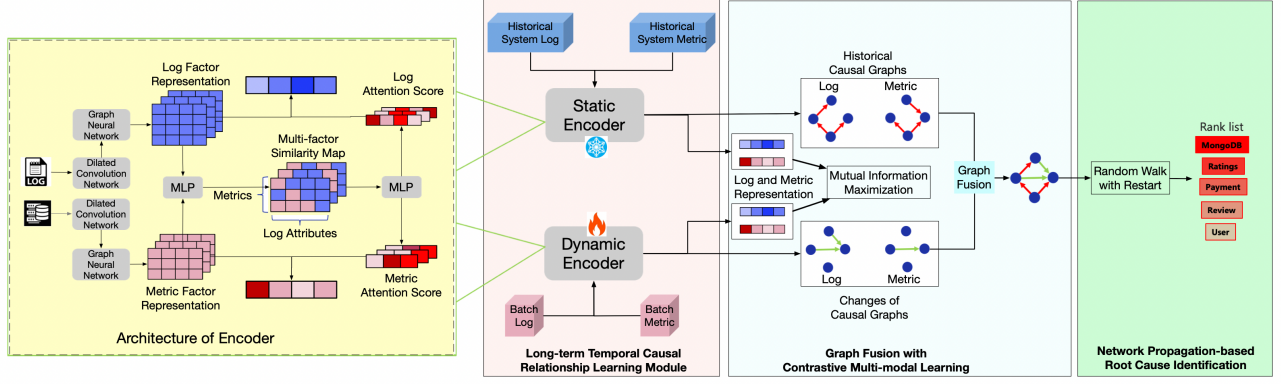 Log Factor
Representation
Log
Attention Score
Graph
Neural
Network
LOG
Dilated
Convolution
Network
MLP
Multi-factor
Similarity Map
Metrics
MLP
Log Attributes
Dilated
Convolution
Network
Graph
Neural
Network
Metric Factor
Representation
Metric
Attention Score
Architecture of Encoder
Historical
System Log
Historical
System Metric
Static
Encoder
Dynamic
Encoder
Batch
Log
Batch
Metric
Long-term Temporal Causal
Relationship Learning Module
Historical
Causal Graphs
Log
Metric
Log and Metric
Representation
Mutual Information
Maximization
Graph
Fusion
Log
Metric
Changes of
Causal Graphs
Graph Fusion with
Contrastive Multi-modal Learning
Random Walk
with Restart
Rank list
MongoDB
Ratings
Payment
Review
User
Network Propagation-based
Root Cause Identification